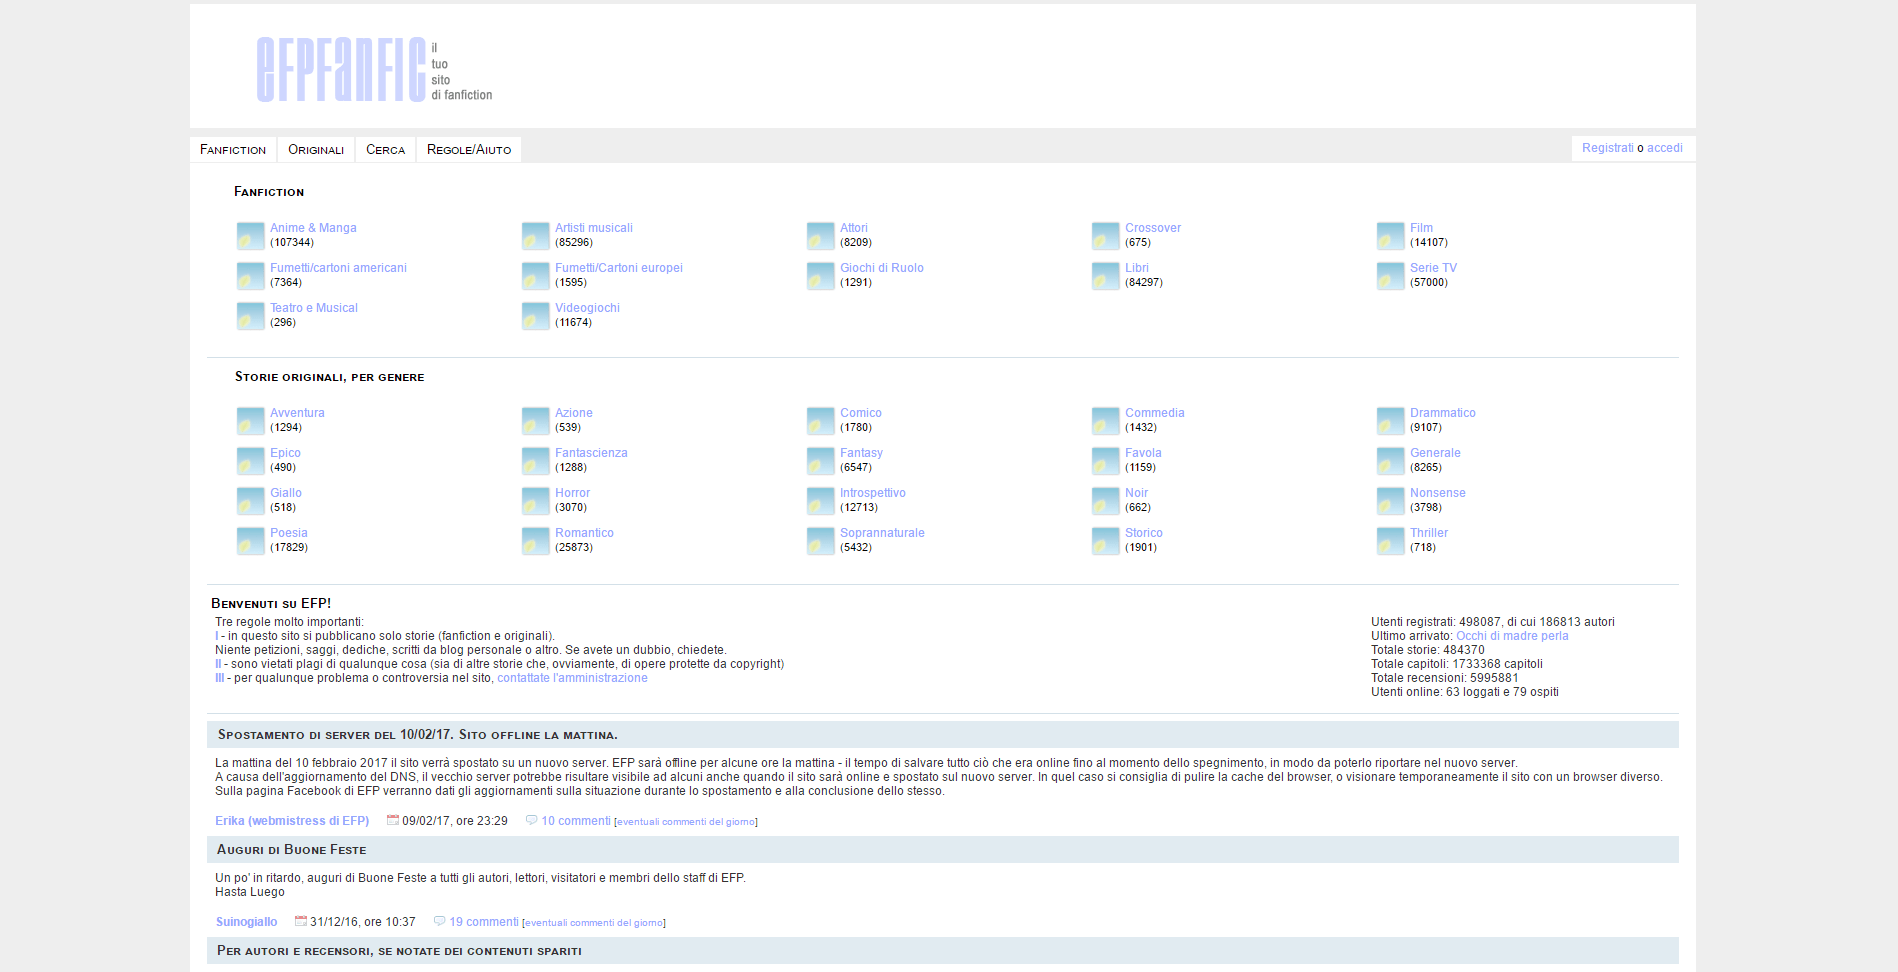 EFPFANFIC
il
tuo
sito
di fanfiction
Fanfiction Originali Cerca Regole/Aiuto Registrati o accedi
Fanfiction
Anime & Manga Artisti musicali Attori Crossover Film
(107344) (85296) (8209) (675) (14107)
Fumetti/cartoni americani Fumetti/Cartoni europei Giochi di Ruolo Libri Serie TV
(7364) (1595) (1291) (84297) (57000)
Teatro e Musical Videogiochi
(296) (11674)
Storie originali, per genere
Avventura Azione Comico Commedia Drammatico
(1294) (539) (1780) (1432) (9107)
Epico Fantascienza Fantasy Favola Generale
(490) (1288) (6547) (1159) (8265)
Giallo Horror Introspettivo Noir Nonsense
(518) (3070) (12713) (662) (3798)
Poesia Romantico Soprannaturale Storico Thriller
(17829) (25873) (5432) (1901) (718)
Benvenuti su EFP!
Tre regole molto importanti:
I - in questo sito si pubblicano solo storie (fanfiction e originali).
Niente petizioni, saggi, dediche, scritti da blog personale o altro. Se avete un dubbio, chiedete.
II - sono vietati plagi di qualunque cosa (sia di altre storie che, ovviamente, di opere protette da copyright)
III - per qualunque problema o controversia nel sito, contattate l'amministrazione
Utenti registrati: 498087, di cui 186813 autori
Ultimo arrivato: Occhi di madre perla
Totale storie: 484370
Totale capitoli: 1733368 capitoli
Totale recensioni: 5995881
Utenti online: 63 loggati e 79 ospiti
Spostamento di server del 10/02/17. Sito offline la mattina.
La mattina del 10 febbraio 2017 il sito verrà spostato su un nuovo server. EFP sarà offline per alcune ore la mattina - il tempo di salvare tutto ciò che era online fino al momento dello spegnimento, in modo da poterlo riportare nel nuovo server.
A causa dell'aggiornamento del DNS, il vecchio server potrebbe risultare visibile ad alcuni anche quando il sito sarà online e spostato sul nuovo server. In quel caso si consiglia di pulire la cache del browser, o visionare temporaneamente il sito con un browser diverso.
Sulla pagina Facebook di EFP verranno dati gli aggiornamenti sulla situazione durante lo spostamento e alla conclusione dello stesso.
Erika (webmistress di EFP) 09/02/17, ore 23:29 10 commenti [eventuali commenti del giorno]
Auguri di Buone Feste
Un po' in ritardo, auguri di Buone Feste a tutti gli autori, lettori, visitatori e membri dello staff di EFP.
Hasta Luego
Suinogiallo 31/12/16, ore 10:37 19 commenti [eventuali commenti del giorno]
Per autori e recensori, se notate dei contenuti spariti